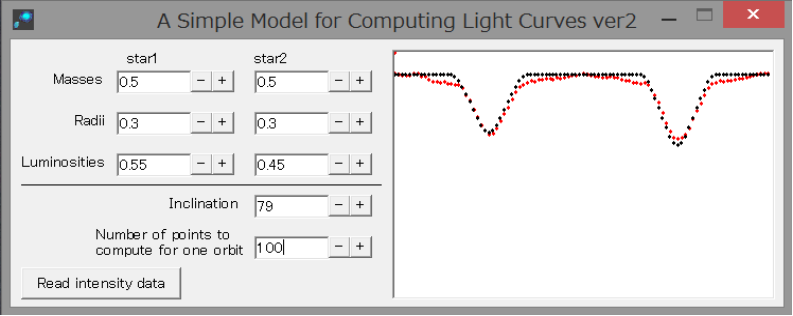 A Simple Model for Computing Light Curves ver2
star1 star2
Masses 0.5 - + 0.5 - +
Radii 0.3 - + 0.3 - +
Luminosities 0.55 - + 0.45 - +
Inclination 79 - +
Number of points to
compute for one orbit 100 - +
Read intensity data